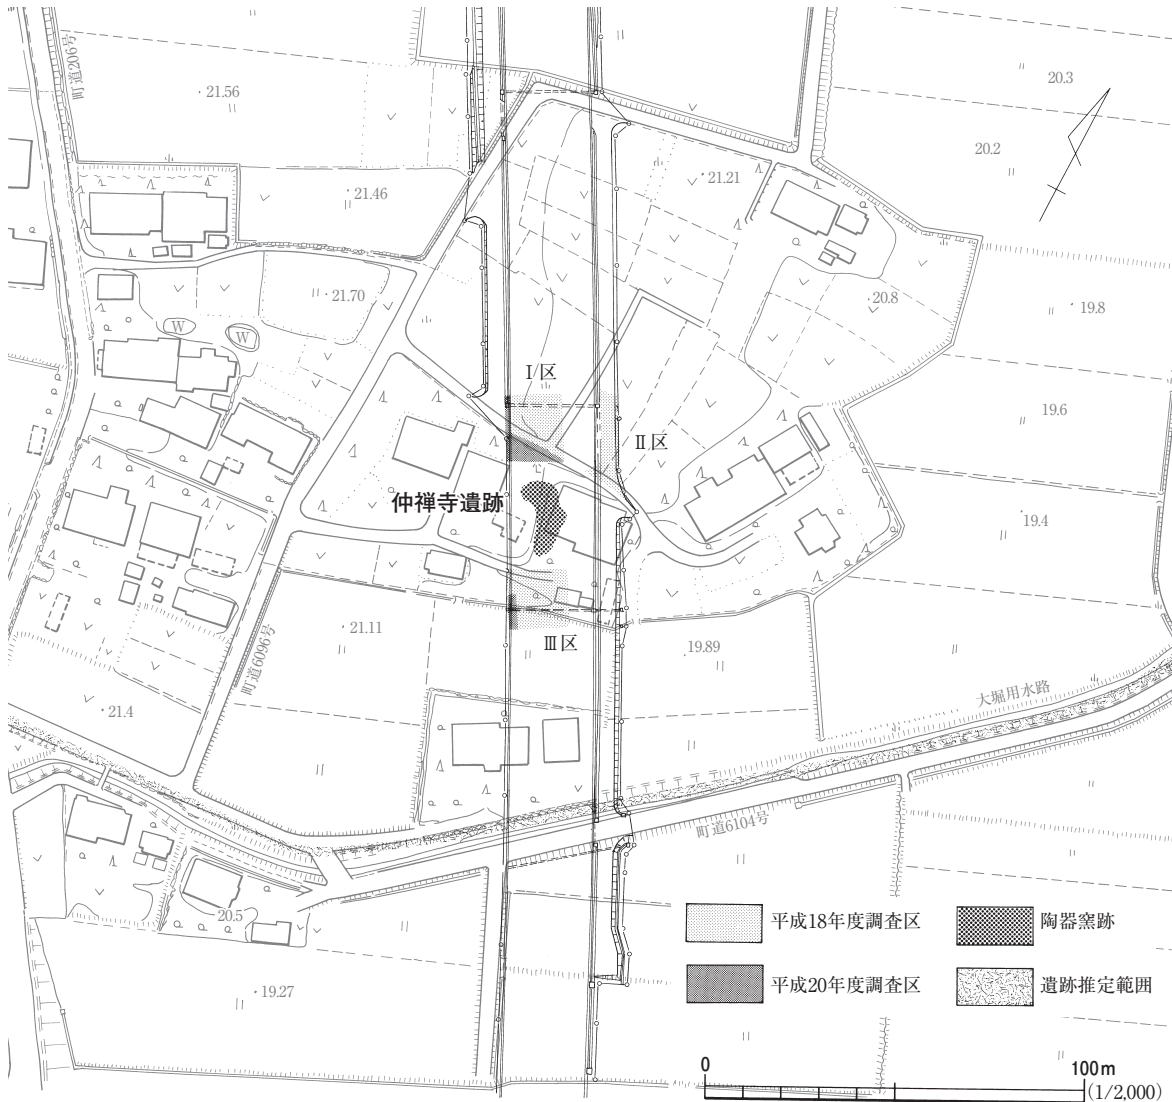 町道206号
21.56
20.3
20.2
21.21
21.46
20.8
19.8
21.70
W
W
I区
19.6
Ⅱ区
仲禅寺遺跡
19.4
21.11
Ⅲ区
19.89
町道6096号
大堀用水路
21.4
町道6104号
20.5
19.27
平成18年度調査区
陶器窯跡
平成20年度調査区
遺跡推定範囲
0
100m
(1/2,000)